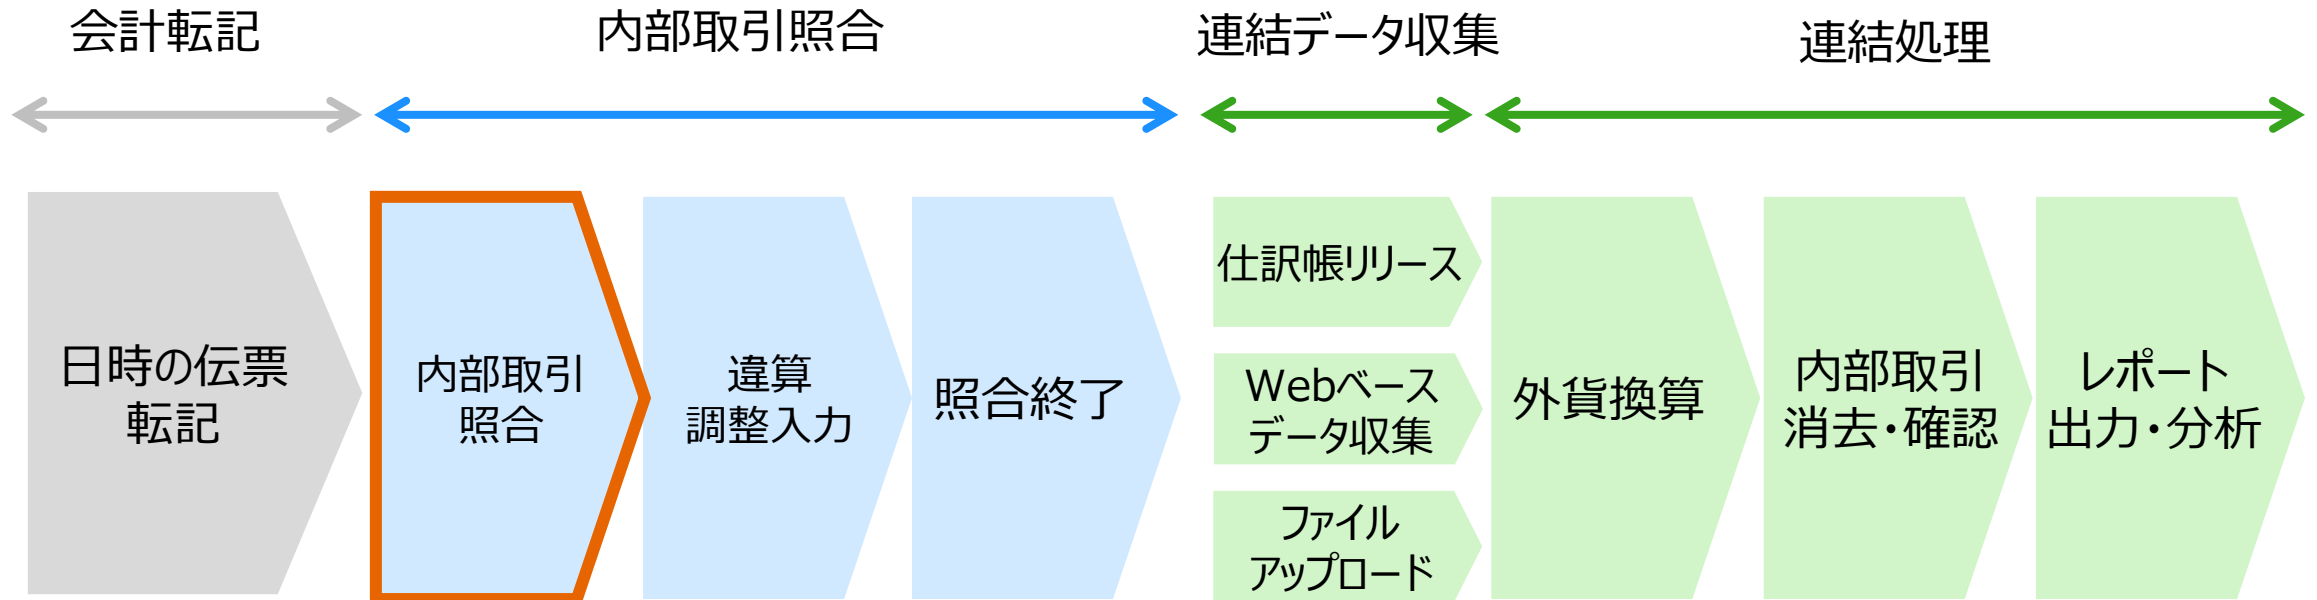 会計転記
内部取引照合
連結データ収集
連結処理
日時の伝票
転記
内部取引
照合
違算
調整入力
照合終了
仕訳帳リリース
Webベース
データ収集
ファイル
アップロード
外貨換算
内部取引
消去・確認
レポート
出力・分析